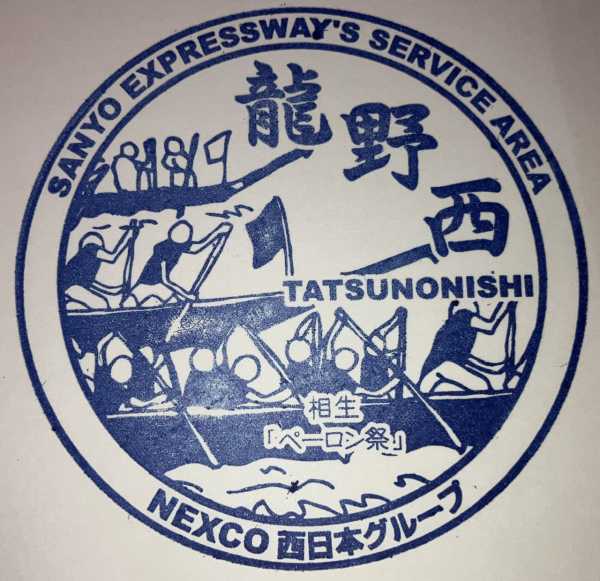 SANYO EXPRESSWAY'S SERVICE AREA
龍野西
TATSUNONISHI
相生
「ペーロン祭」
NEXCO 西日本グループ